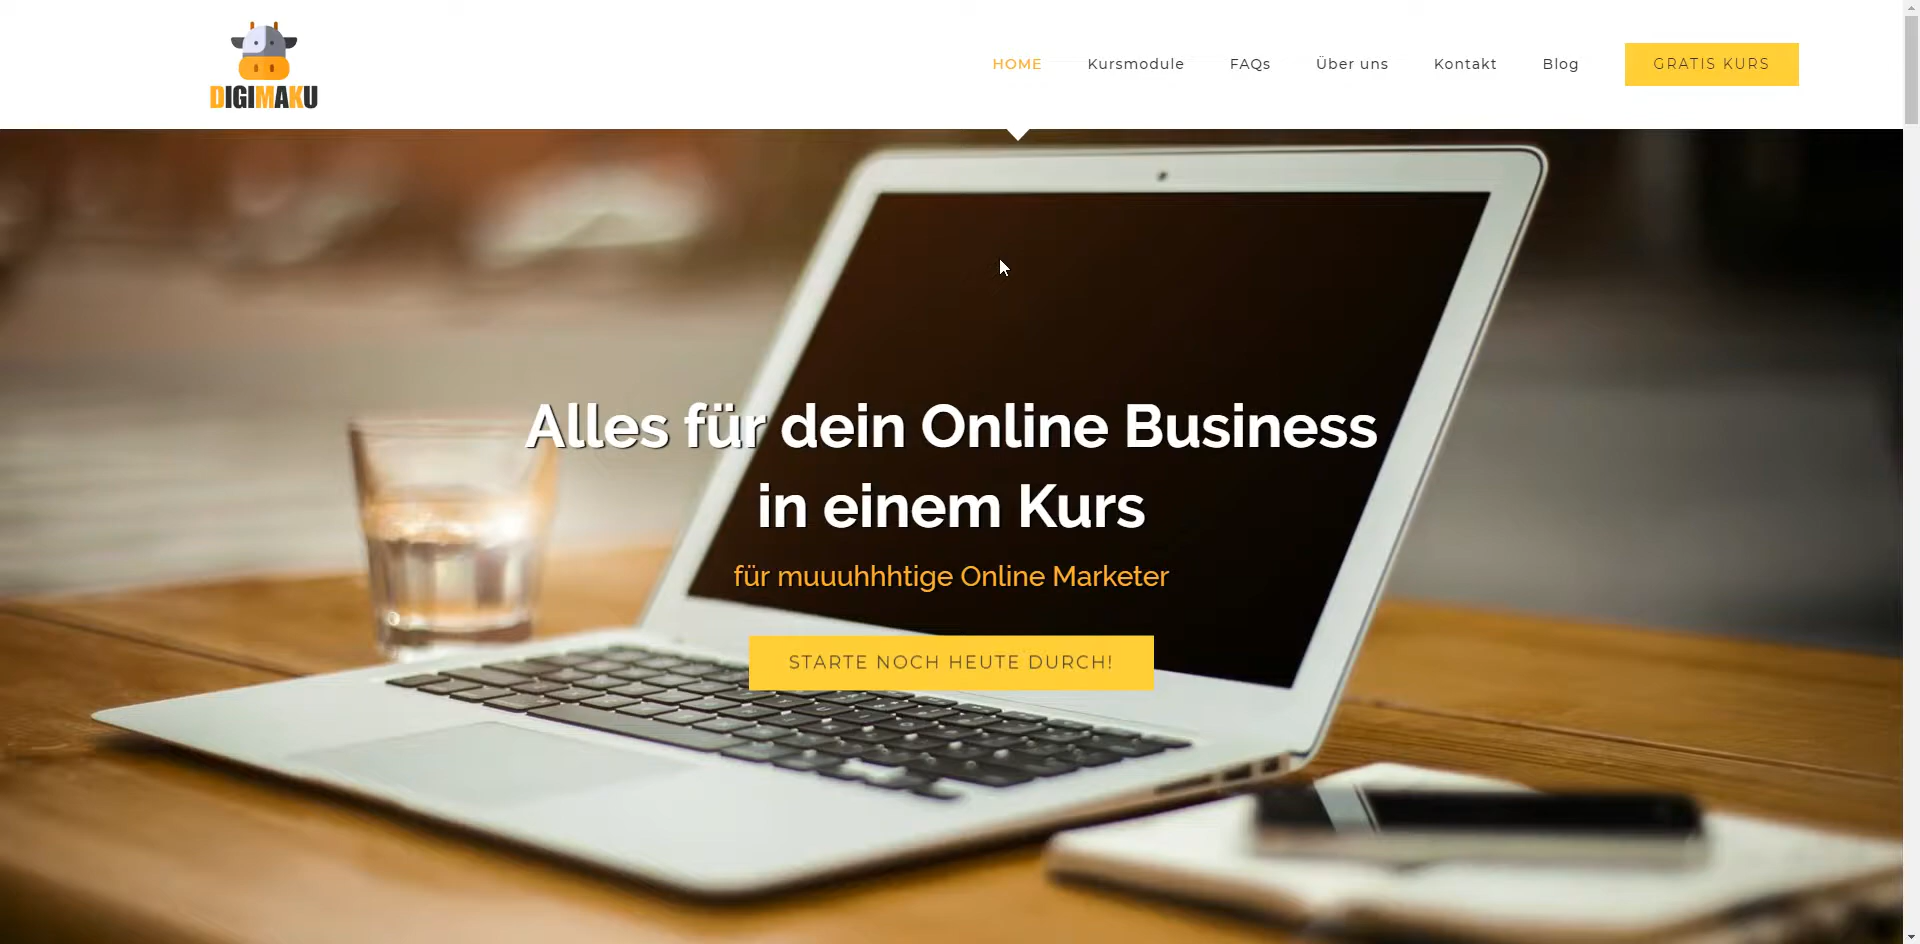 DIGIMAKU
HOME Kursmodule FAQs Über uns Kontakt Blog GRATIS KURS
Alles für dein Online Business
in einem Kurs
für muuuhhhtige Online Marketer
STARTE NOCH HEUTE DURCH!